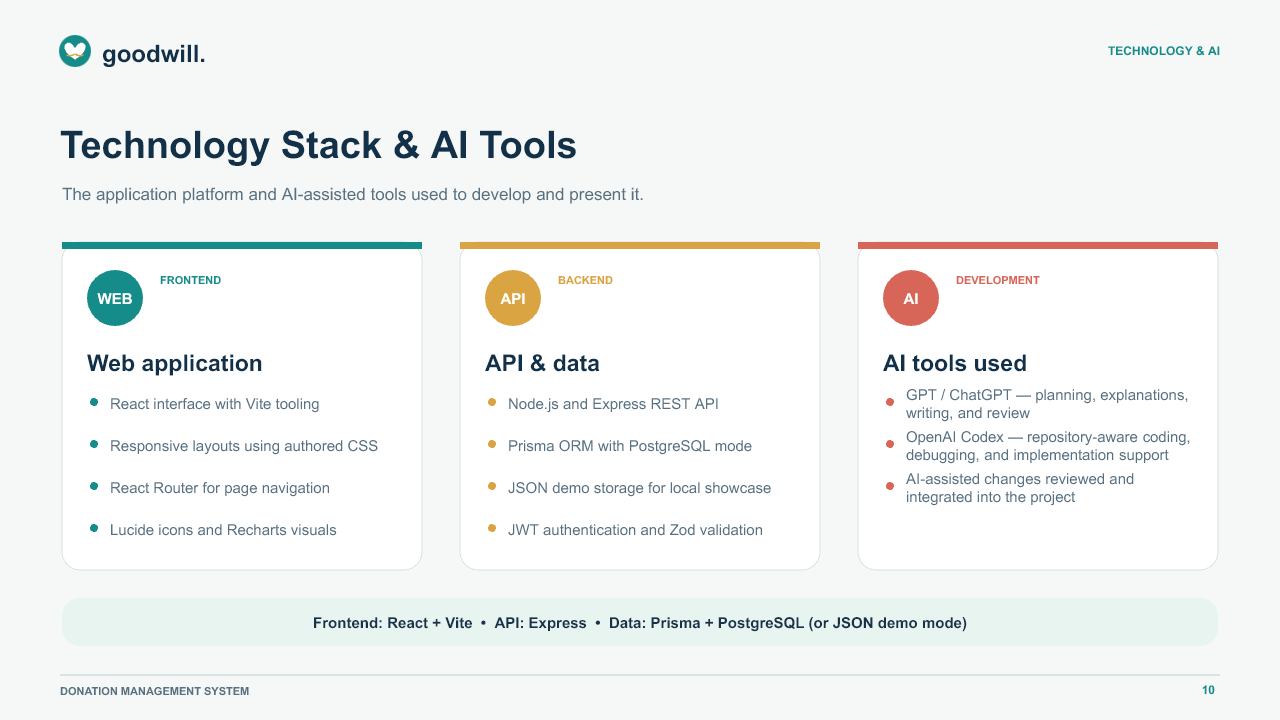 goodwill.
TECHNOLOGY & AI
Technology Stack & AI Tools
The application platform and AI-assisted tools used to develop and present it.
WEB
FRONTEND
Web application
React interface with Vite tooling
Responsive layouts using authored CSS
React Router for page navigation
Lucide icons and Recharts visuals
API
BACKEND
API & data
Node.js and Express REST API
Prisma ORM with PostgreSQL mode
JSON demo storage for local showcase
JWT authentication and Zod validation
AI
DEVELOPMENT
AI tools used
GPT / ChatGPT — planning, explanations,
writing, and review
OpenAI Codex — repository-aware coding,
debugging, and implementation support
AI-assisted changes reviewed and
integrated into the project
Frontend: React + Vite • API: Express • Data: Prisma + PostgreSQL (or JSON demo mode)
DONATION MANAGEMENT SYSTEM
10